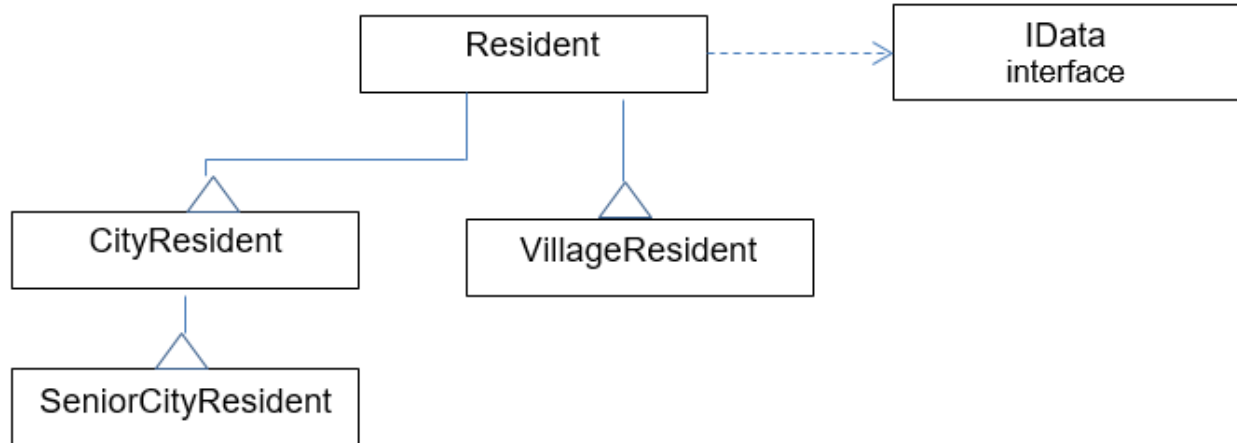 Resident
IData
interface
CityResident
VillageResident
SeniorCityResident